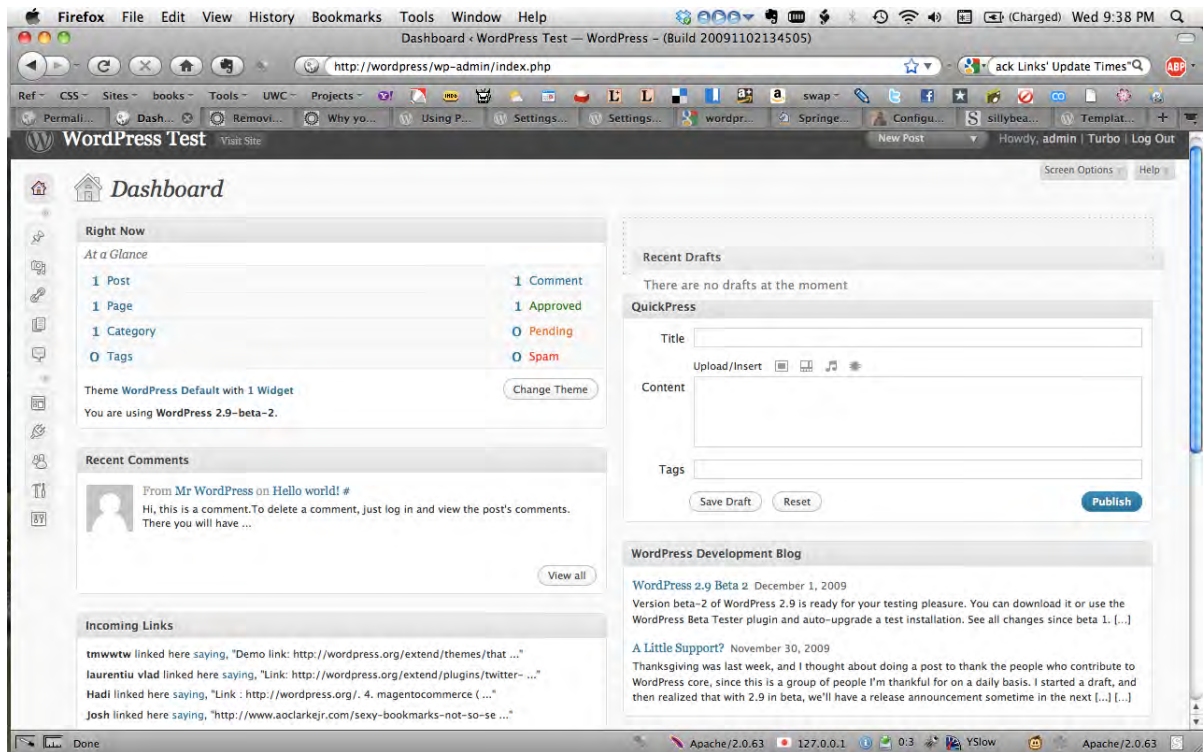 Firefox File Edit View History Bookmarks Tools Window Help (Charged) Wed 9:38 PM
Dashboard ‹ WordPress Test — WordPress – (Build 20091102134505)
http://wordpress/wp-admin/index.php ack Links' Update Times" ABP
Ref CSS Sites books Tools UWC Projects swap
Permali... Dash... Removi... Why yo... Using P... Settings... Settings... wordpr... Springe... Configu... sillybea... Templat...
WordPress Test Visit Site New Post Howdy, admin | Turbo | Log Out
Screen Options Help
Dashboard
Right Now
At a Glance
1 Post 1 Comment
1 Page 1 Approved
1 Category 0 Pending
0 Tags 0 Spam
Theme WordPress Default with 1 Widget Change Theme
You are using WordPress 2.9-beta-2.
Recent Comments
From Mr WordPress on Hello world! #
Hi, this is a comment.To delete a comment, just log in and view the post's comments.
There you will have ...
View all
Incoming Links
tmwwtw linked here saying, "Demo link: http://wordpress.org/extend/themes/that ..."
laurentiu vlad linked here saying, "Link: http://wordpress.org/extend/plugins/twitter- ..."
Hadi linked here saying, "Link : http://wordpress.org/. 4. magentocommerce ( ..."
Josh linked here saying, "http://www.aoclarkejr.com/sexy-bookmarks-not-so-se ..."
Recent Drafts
There are no drafts at the moment
QuickPress
Title
Upload/Insert
Content
Tags
Save Draft Reset Publish
WordPress Development Blog
WordPress 2.9 Beta 2 December 1, 2009
Version beta-2 of WordPress 2.9 is ready for your testing pleasure. You can download it or use the
WordPress Beta Tester plugin and auto-upgrade a test installation. See all changes since beta 1. [...]
A Little Support? November 30, 2009
Thanksgiving was last week, and I thought about doing a post to thank the people who contribute to
WordPress core, since this is a group of people I'm thankful for on a daily basis. I started a draft, and
then realized that with 2.9 in beta, we'll have a release announcement sometime in the next [...] [...]
Done Apache/2.0.63 127.0.0.1 0:3 YSlow Apache/2.0.63